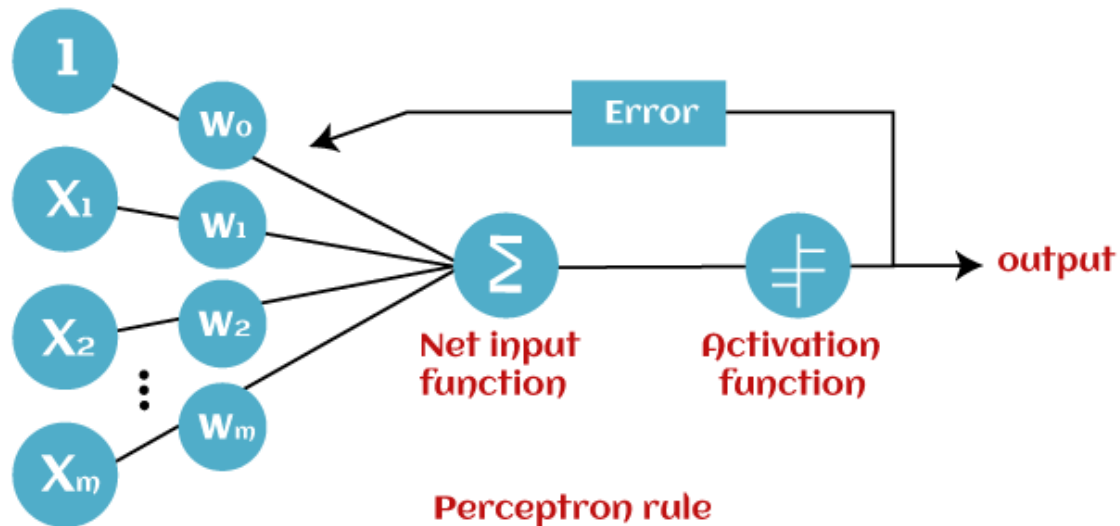 1
w₀
Error
X₁
w₁
Σ
output
X₂
w₂
Net input
function
Activation
function
Xₘ
wₘ
Perceptron rule